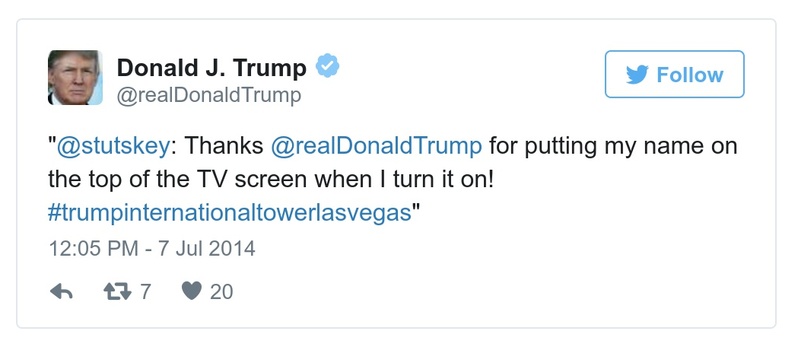 Donald J. Trump
@realDonaldTrump
Follow
"@stutskey: Thanks @realDonaldTrump for putting my name on
the top of the TV screen when I turn it on!
#trumpinternationaltowerlasvegas"
12:05 PM - 7 Jul 2014
7 20